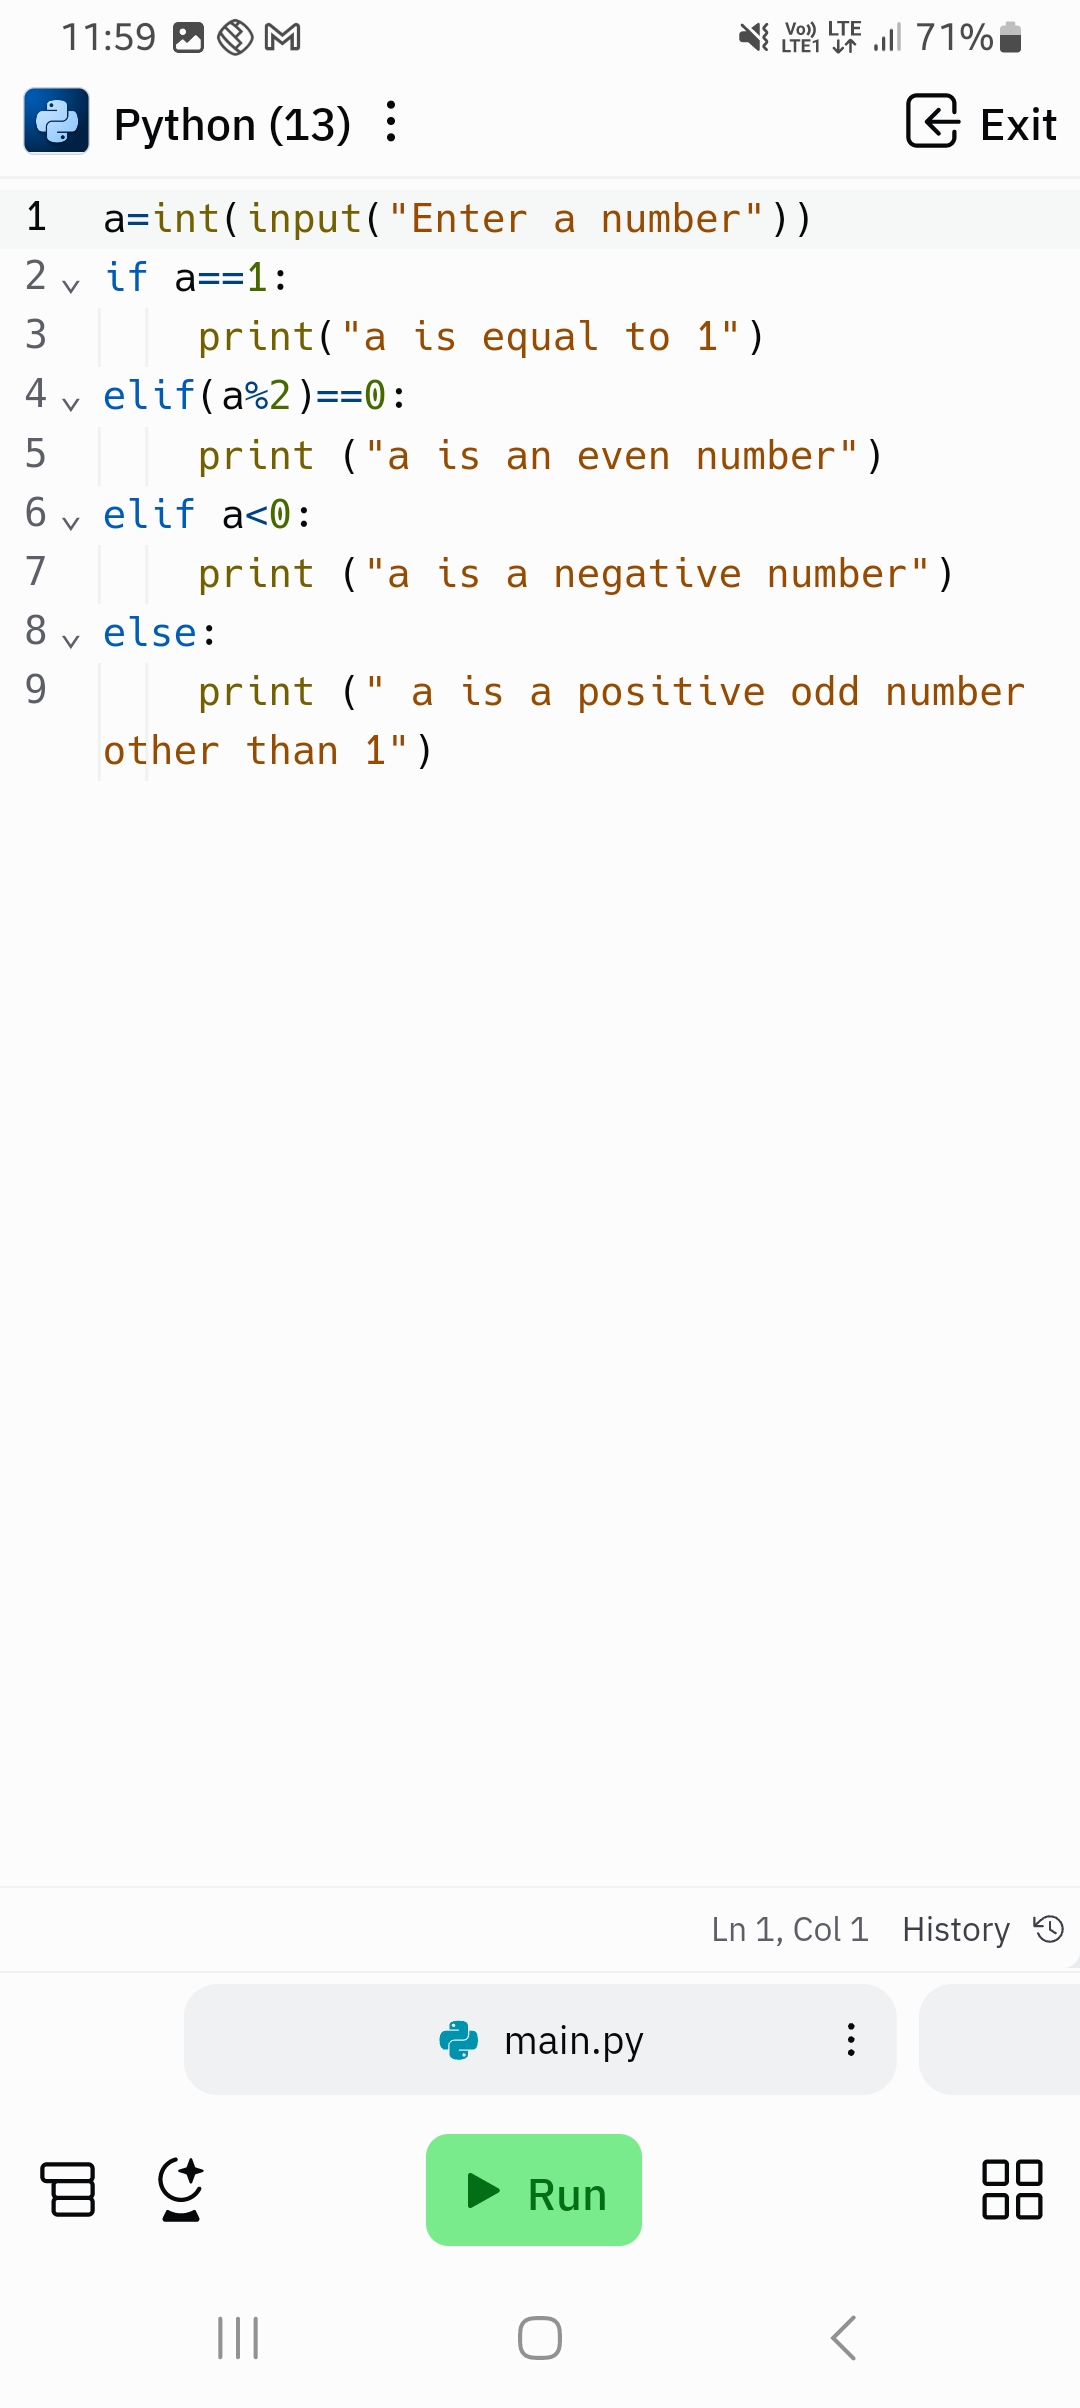 11:59 Vo)) LTE1 LTE 71%
Python (13) Exit
1 a=int(input("Enter a number"))
2 if a==1:
3 print("a is equal to 1")
4 elif(a%2)==0:
5 print ("a is an even number")
6 elif a<0:
7 print ("a is a negative number")
8 else:
9 print (" a is a positive odd number
other than 1")
Ln 1, Col 1 History
main.py
Run